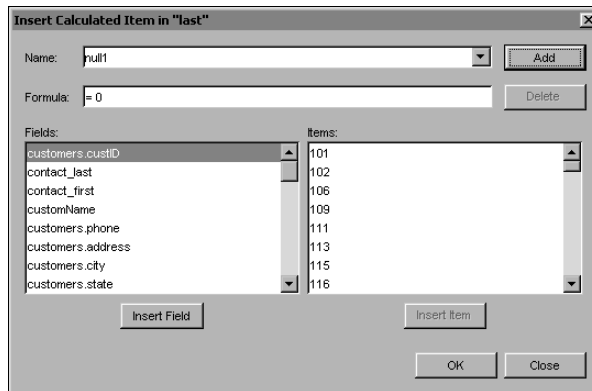 Insert Calculated Item in "last"
Name: null1 Add
Formula: = 0 Delete
Fields: Items:
customers.custID 101
contact_last 102
contact_first 106
customName 109
customers.phone 111
customers.address 113
customers.city 115
customers.state 116
Insert Field Insert Item
OK Close